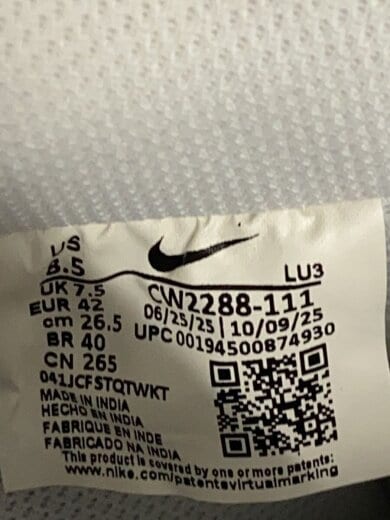 US
8.5
LU3
UK 7.5
EUR 42
cm 26.5
BR 40
CN 265
CW2288-111
06/25/25 | 10/09/25
UPC 00194500874930
041JCFSTQTWKT
MADE IN INDIA
HECHO EN INDIA
FABRIQUE EN INDE
FABRICADO NA INDIA
This product is covered by one or more patents:
www.nike.com/patentsvirtualmarking